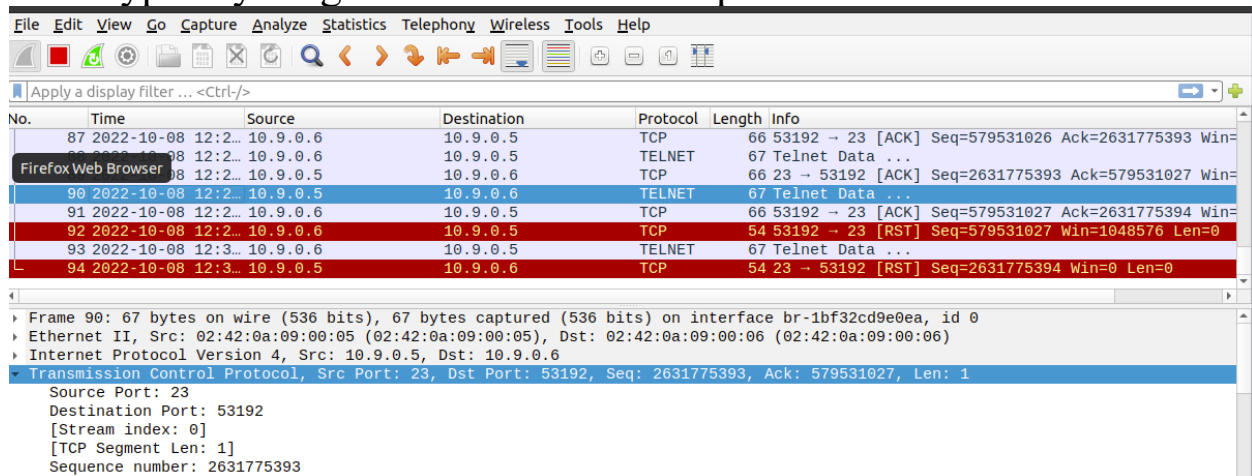 File Edit View Go Capture Analyze Statistics Telephony Wireless Tools Help
Apply a display filter … <Ctrl-/>
No. Time Source Destination Protocol Length Info
87 2022-10-08 12:2… 10.9.0.6 10.9.0.5 TCP 66 53192 → 23 [ACK] Seq=579531026 Ack=2631775393 Win=
8 12:2… 10.9.0.6 10.9.0.5 TELNET 67 Telnet Data ...
Firefox Web Browser
8 12:2… 10.9.0.5 10.9.0.6 TCP 66 23 → 53192 [ACK] Seq=2631775393 Ack=579531027 Win=
90 2022-10-08 12:2… 10.9.0.5 10.9.0.6 TELNET 67 Telnet Data ...
91 2022-10-08 12:2… 10.9.0.6 10.9.0.5 TCP 66 53192 → 23 [ACK] Seq=579531027 Ack=2631775394 Win=
92 2022-10-08 12:2… 10.9.0.6 10.9.0.5 TCP 54 53192 → 23 [RST] Seq=579531027 Win=1048576 Len=0
93 2022-10-08 12:3… 10.9.0.6 10.9.0.5 TELNET 67 Telnet Data ...
94 2022-10-08 12:3… 10.9.0.5 10.9.0.6 TCP 54 23 → 53192 [RST] Seq=2631775394 Win=0 Len=0
Frame 90: 67 bytes on wire (536 bits), 67 bytes captured (536 bits) on interface br-1bf32cd9e0ea, id 0
Ethernet II, Src: 02:42:0a:09:00:05 (02:42:0a:09:00:05), Dst: 02:42:0a:09:00:06 (02:42:0a:09:00:06)
Internet Protocol Version 4, Src: 10.9.0.5, Dst: 10.9.0.6
Transmission Control Protocol, Src Port: 23, Dst Port: 53192, Seq: 2631775393, Ack: 579531027, Len: 1
Source Port: 23
Destination Port: 53192
[Stream index: 0]
[TCP Segment Len: 1]
Sequence number: 2631775393